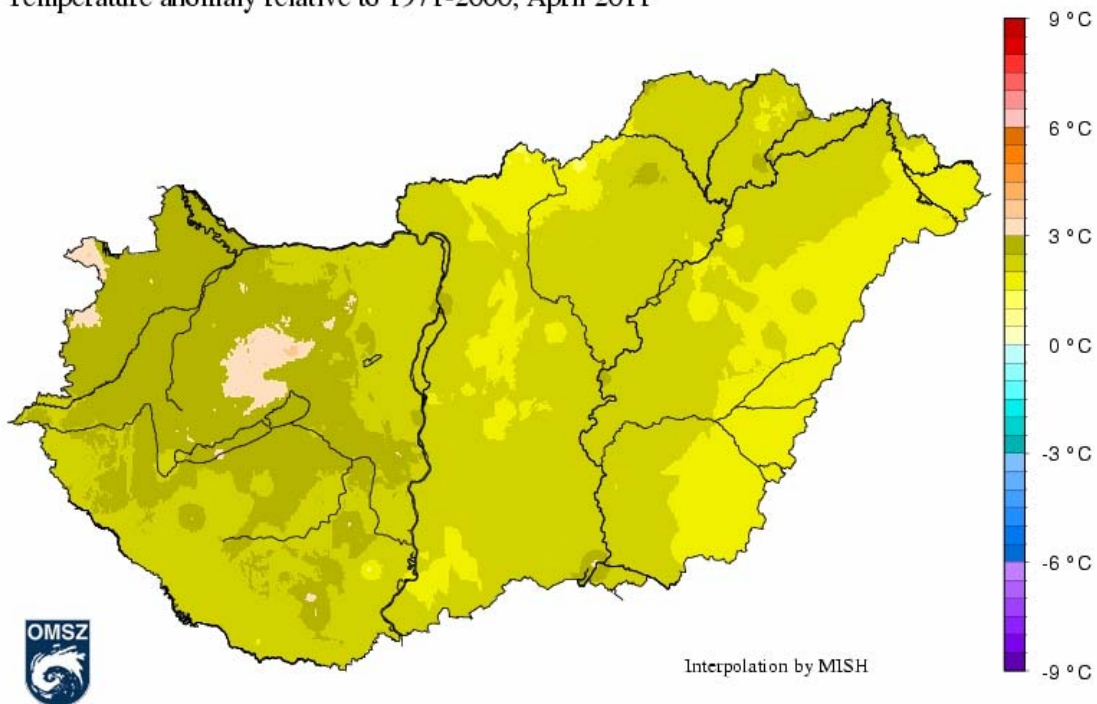 Temperature anomaly relative to 1971-2000, April 2011
9 °C
6 °C
3 °C
0 °C
-3 °C
-6 °C
-9 °C
OMSZ
Interpolation by MISH